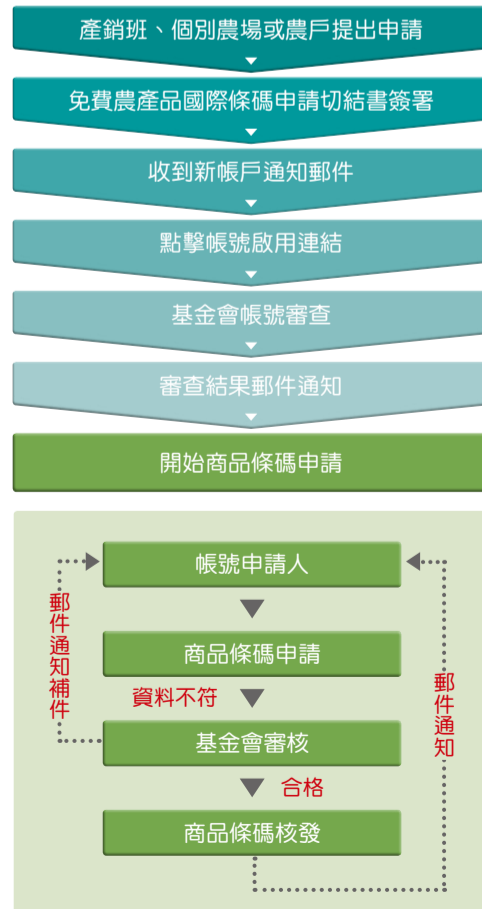 產銷班、個別農場或農戶提出申請
免費農產品國際條碼申請切結書簽署
收到新帳戶通知郵件
點擊帳號啟用連結
基金會帳號審查
審查結果郵件通知
開始商品條碼申請
帳號申請人
郵件通知補件
商品條碼申請
資料不符
郵件通知
基金會審核
合格
商品條碼核發